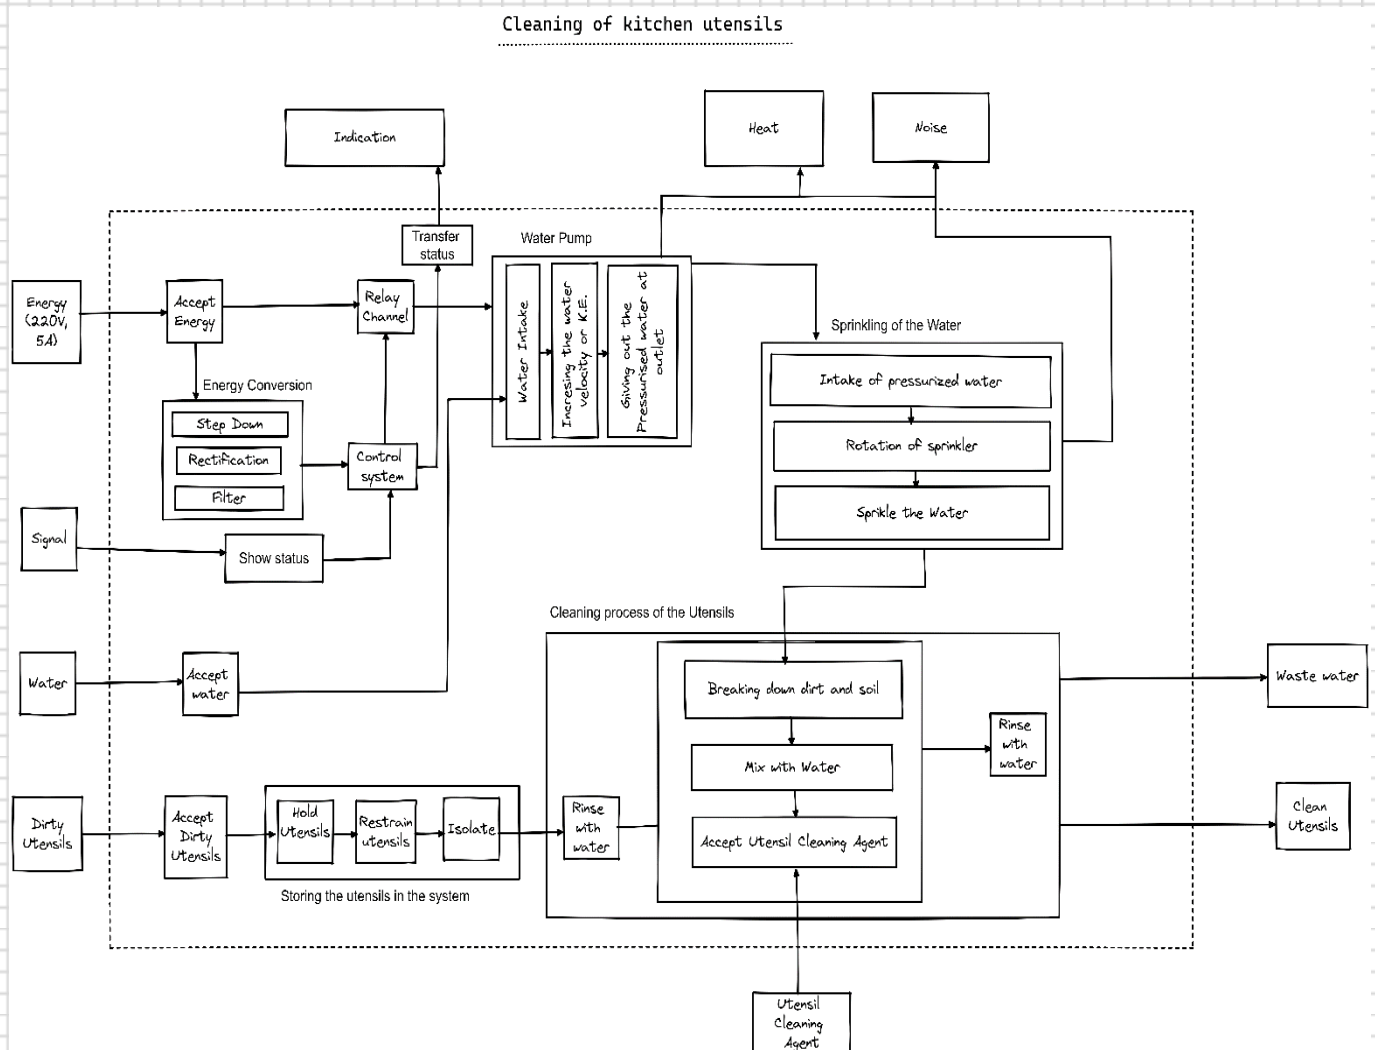 Cleaning of kitchen utensils
Indication
Heat
Noise
Transfer
status
Water Pump
Energy
(220v,
5A)
Accept
Energy
Relay
Channel
Water Intake
Incresing the water
velocity or K.E.
Giving out the
Pressurised water at
outlet
Sprinkling of the Water
Intake of pressurized water
Rotation of sprinkler
Sprikle the Water
Energy Conversion
Step Down
Rectification
Filter
Control
system
Signal
Show status
Water
Accept
water
Cleaning process of the Utensils
Breaking down dirt and soil
Mix with Water
Accept Utensil Cleaning Agent
Rinse
with
water
Waste water
Dirty
Utensils
Accept
Dirty
Utensils
Hold
Utensils
Restrain
utensils
Isolate
Storing the utensils in the system
Rinse
with
water
Clean
Utensils
Utensil
Cleaning
Agent